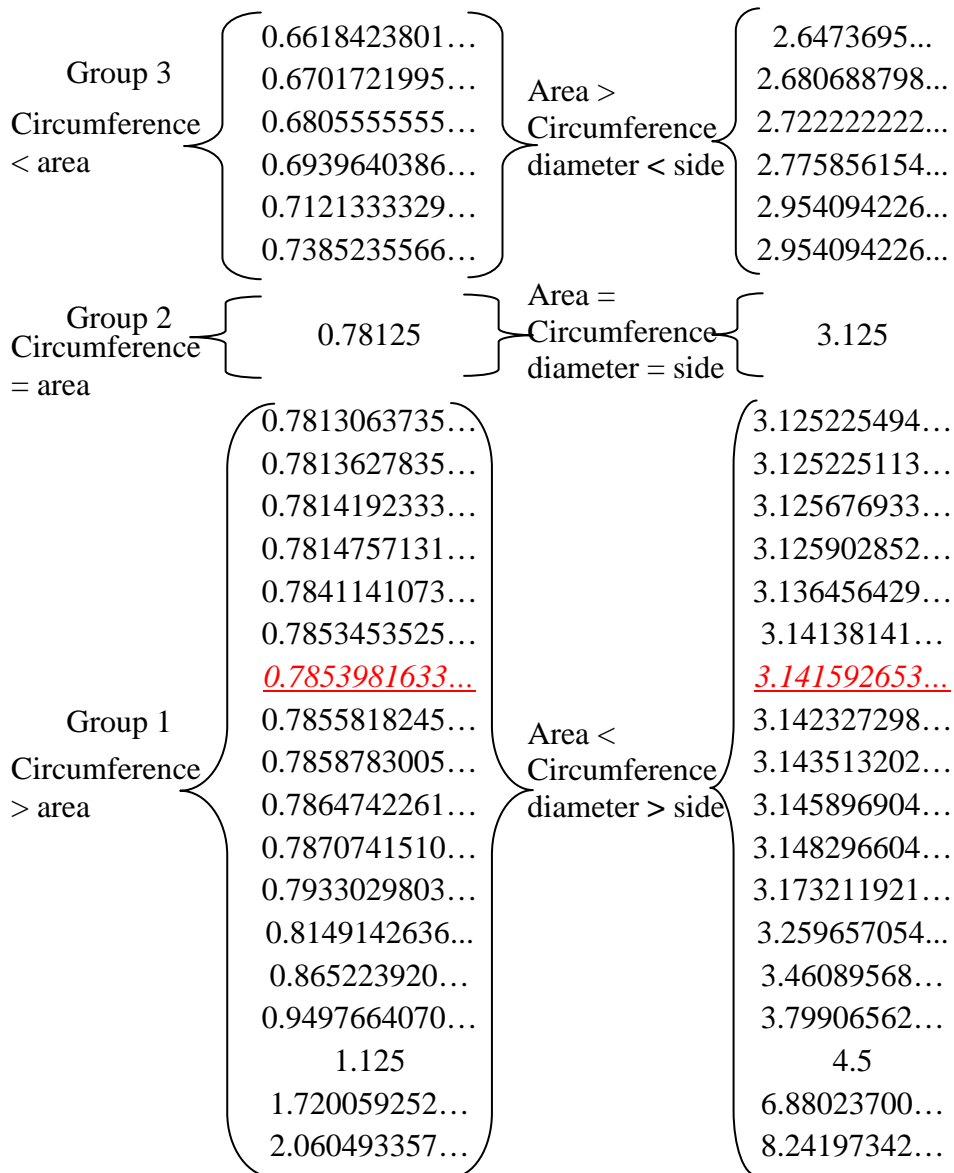 Group 3
Circumference
< area
0.6618423801…
0.6701721995…
0.6805555555…
0.6939640386…
0.7121333329…
0.7385235566…
Area >
Circumference
diameter < side
2.6473695...
2.680688798...
2.722222222...
2.775856154...
2.954094226...
2.954094226...
Group 2
Circumference
= area
0.78125
Area =
Circumference
diameter = side
3.125
Group 1
Circumference
> area
0.7813063735…
0.7813627835…
0.7814192333…
0.7814757131…
0.7841141073…
0.7853453525…
0.7853981633...
0.7855818245…
0.7858783005…
0.7864742261…
0.7870741510…
0.7933029803…
0.8149142636...
0.865223920…
0.9497664070…
1.125
1.720059252…
2.060493357…
Area <
Circumference
diameter > side
3.125225494…
3.125225113…
3.125676933…
3.125902852…
3.136456429…
3.14138141…
3.141592653...
3.142327298…
3.143513202…
3.145896904…
3.148296604…
3.173211921…
3.259657054...
3.46089568…
3.79906562…
4.5
6.88023700…
8.24197342…